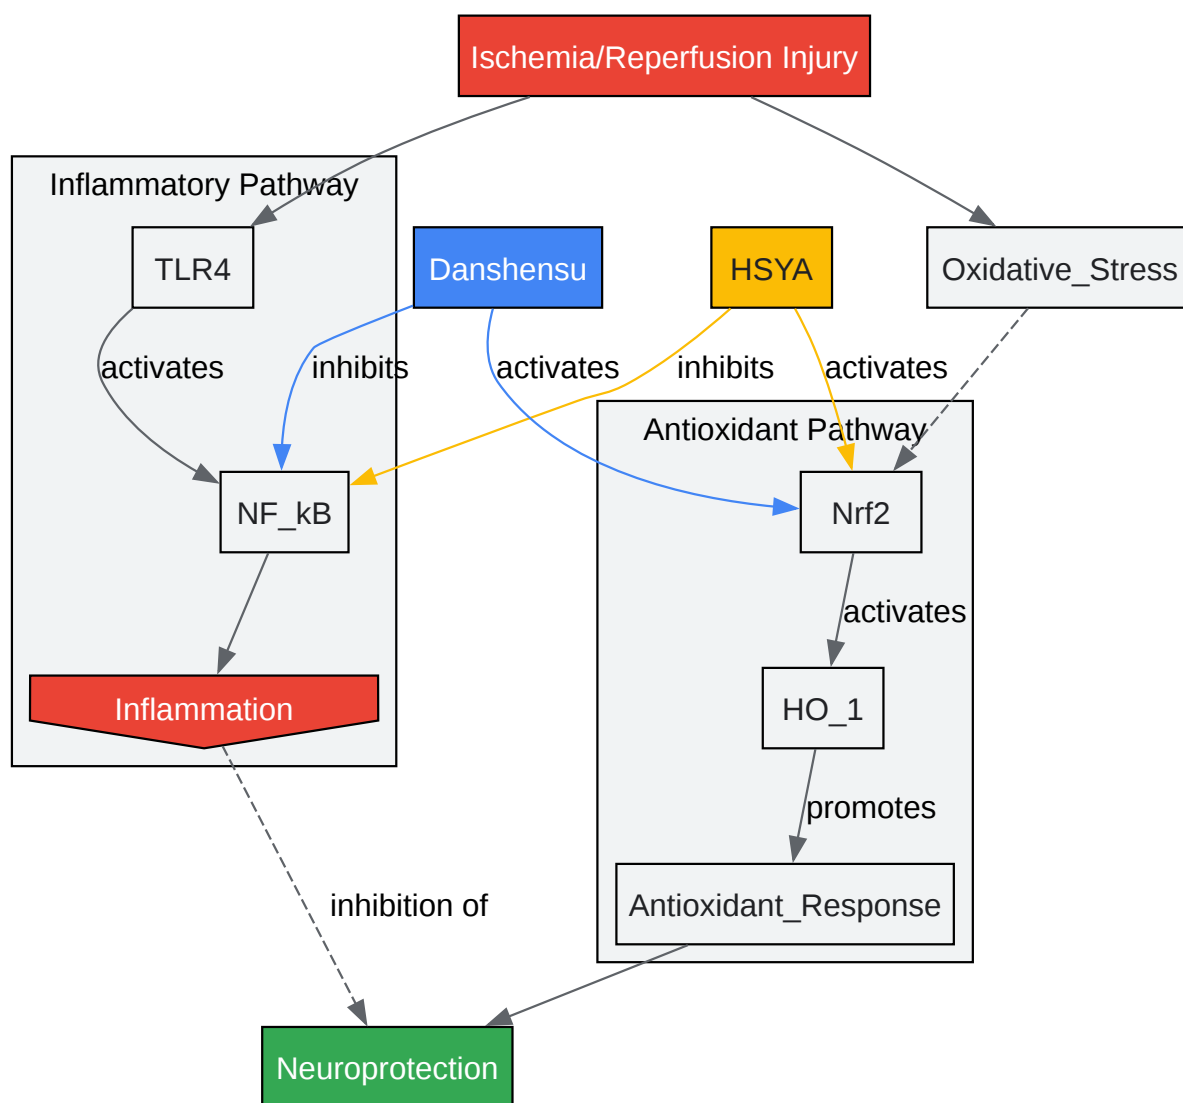 Ischemia/Reperfusion Injury
Inflammatory Pathway
TLR4
Danshensu
HSYA
Oxidative_Stress
activates
inhibits
activates
inhibits
activates
Antioxidant Pathway
NF_kB
Nrf2
activates
Inflammation
HO_1
promotes
Antioxidant_Response
inhibition of
Neuroprotection